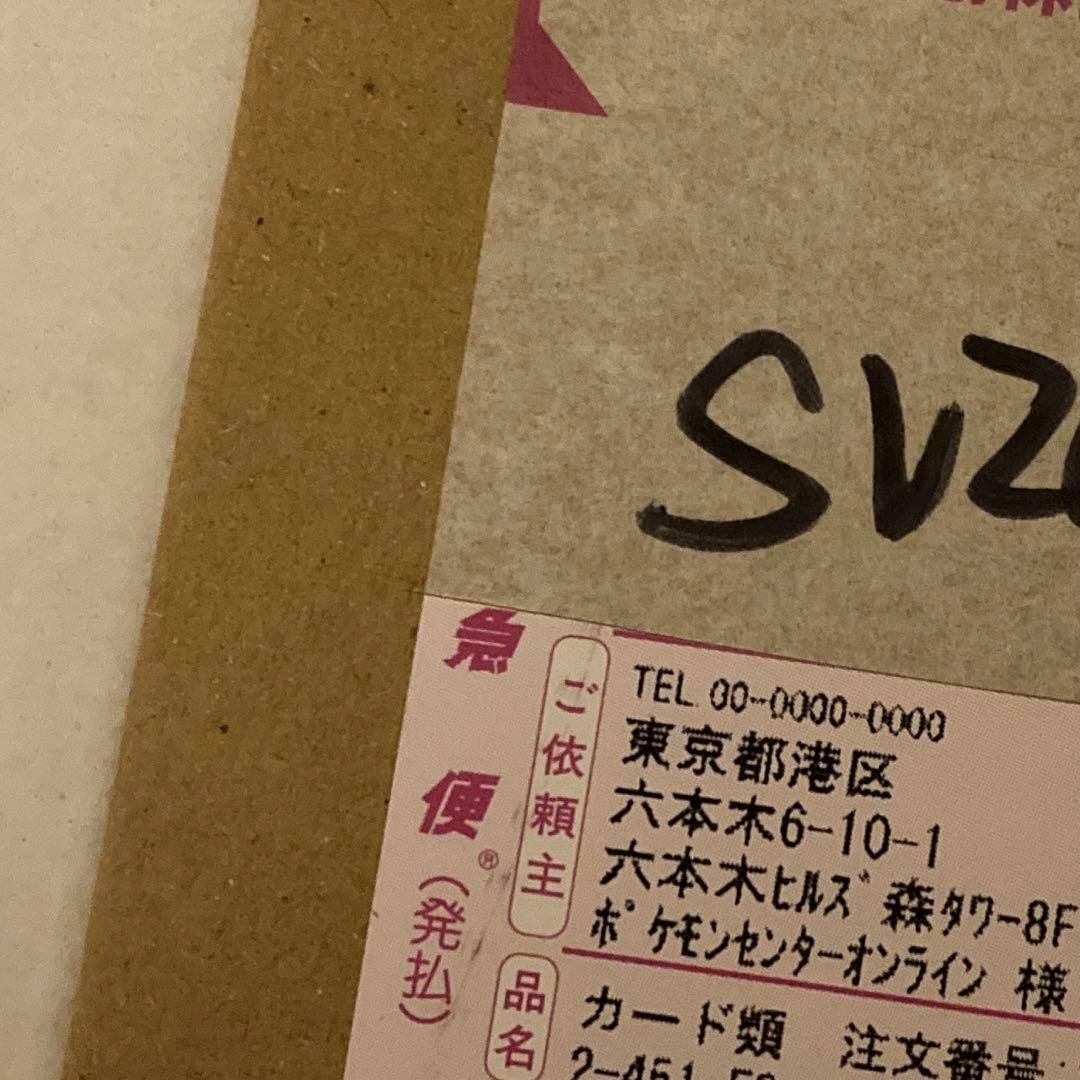 SV2
急便®
(発払)
ご依頼主
TEL 00-0000-0000
東京都港区
六本木6-10-1
六本木ヒルズ 森タワー8F
ポケモンセンターオンライン 様
品名
カード類 注文番号